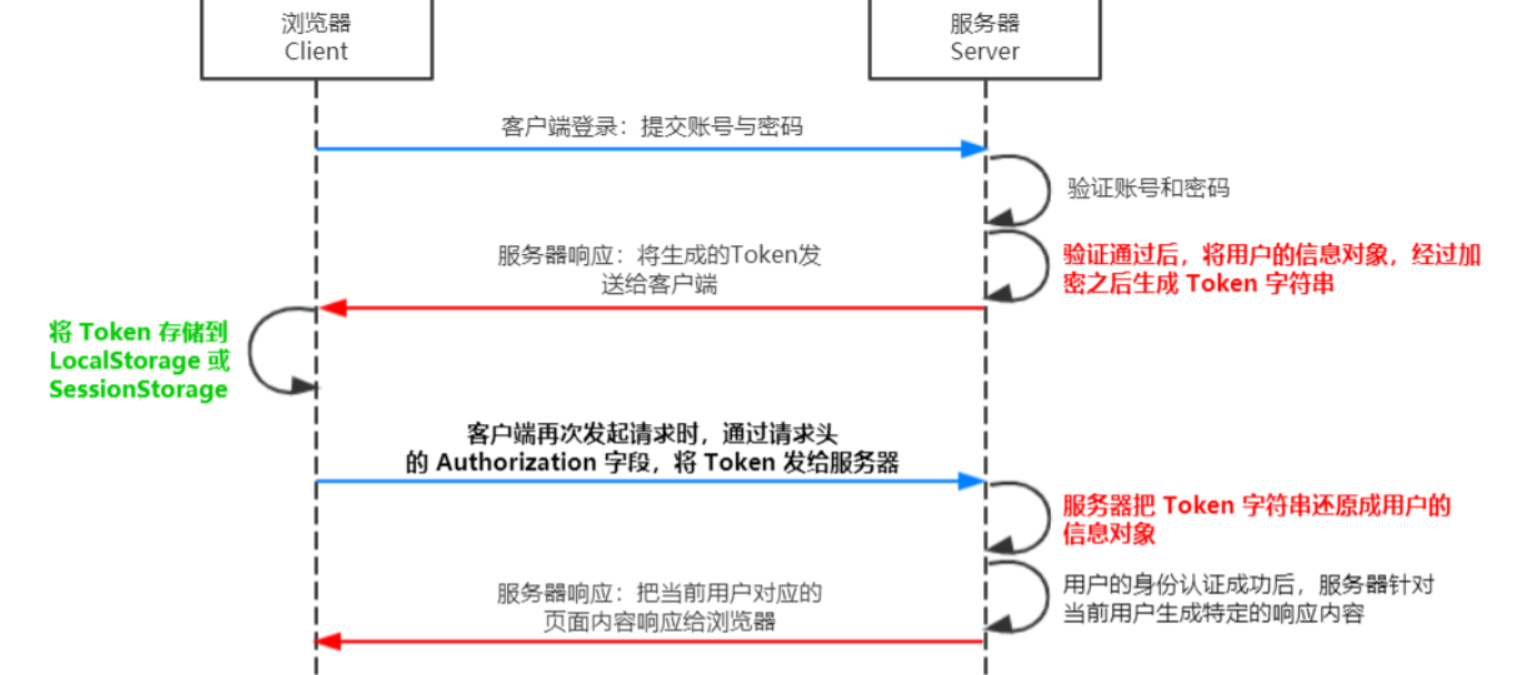 浏览器
Client
服务器
Server
客户端登录：提交账号与密码
验证账号和密码
服务器响应：将生成的Token发
送给客户端
验证通过后，将用户的信息对象，经过加
密之后生成 Token 字符串
将 Token 存储到
LocalStorage 或
SessionStorage
客户端再次发起请求时，通过请求头
的 Authorization 字段，将 Token 发给服务器
服务器把 Token 字符串还原成用户的
信息对象
用户的身份认证成功后，服务器针对
当前用户生成特定的响应内容
服务器响应：把当前用户对应的
页面内容响应给浏览器